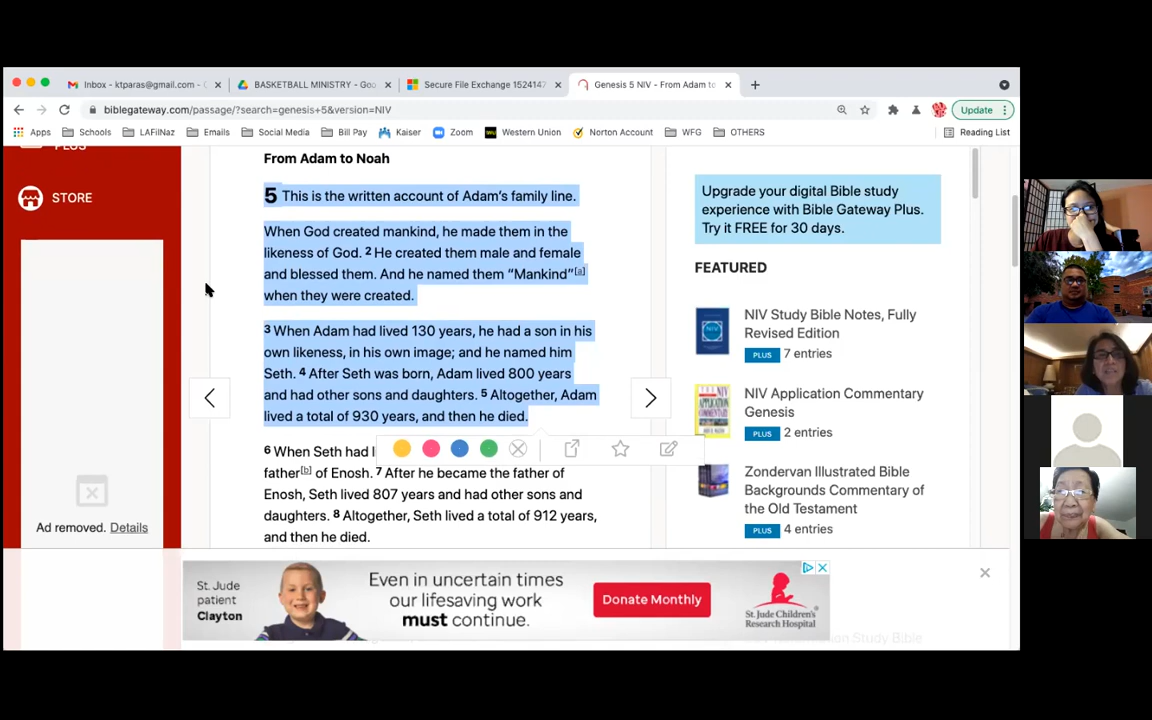 Inbox - ktparas@gmail.com -
BASKETBALL MINISTRY - Goo
Secure File Exchange 1524147
Genesis 5 NIV - From Adam to
biblegateway.com/passage/?search=genesis+5&version=NIV
Update
Apps
Schools
LAFilNaz
Emails
Social Media
Bill Pay
Kaiser
Zoom
Western Union
Norton Account
WFG
OTHERS
Reading List
PLUS
STORE
Ad removed. Details
From Adam to Noah
5 This is the written account of Adam's family line.
When God created mankind, he made them in the
likeness of God. 2 He created them male and female
and blessed them. And he named them “Mankind”[a]
when they were created.
3 When Adam had lived 130 years, he had a son in his
own likeness, in his own image; and he named him
Seth. 4 After Seth was born, Adam lived 800 years
and had other sons and daughters. 5 Altogether, Adam
lived a total of 930 years, and then he died.
6 When Seth had l
father[b] of Enosh. 7 After he became the father of
Enosh, Seth lived 807 years and had other sons and
daughters. 8 Altogether, Seth lived a total of 912 years,
and then he died.
Upgrade your digital Bible study
experience with Bible Gateway Plus.
Try it FREE for 30 days.
FEATURED
NIV Study Bible Notes, Fully
Revised Edition
PLUS 7 entries
NIV Application Commentary
Genesis
PLUS 2 entries
Zondervan Illustrated Bible
Backgrounds Commentary of
the Old Testament
PLUS 4 entries
St. Jude
patient
Clayton
Even in uncertain times
our lifesaving work
must continue.
Donate Monthly
St. Jude Children's
Research Hospital
Study Bible